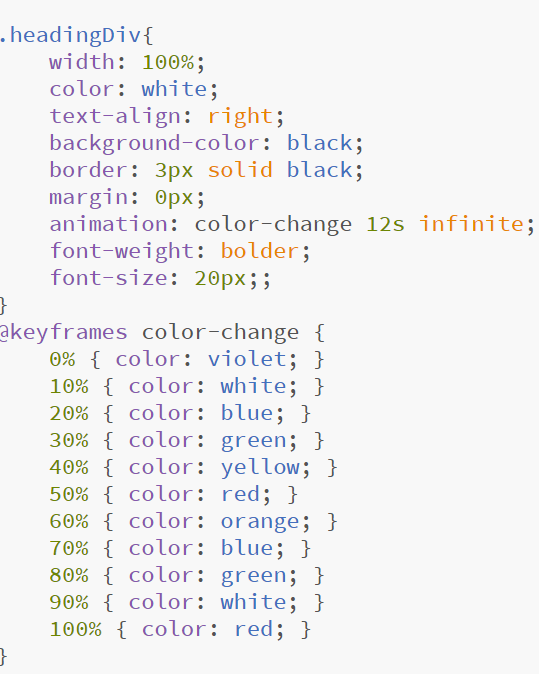 .headingDiv{
width: 100%;
color: white;
text-align: right;
background-color: black;
border: 3px solid black;
margin: 0px;
animation: color-change 12s infinite;
font-weight: bolder;
font-size: 20px;;
}
@keyframes color-change {
0% { color: violet; }
10% { color: white; }
20% { color: blue; }
30% { color: green; }
40% { color: yellow; }
50% { color: red; }
60% { color: orange; }
70% { color: blue; }
80% { color: green; }
90% { color: white; }
100% { color: red; }
}